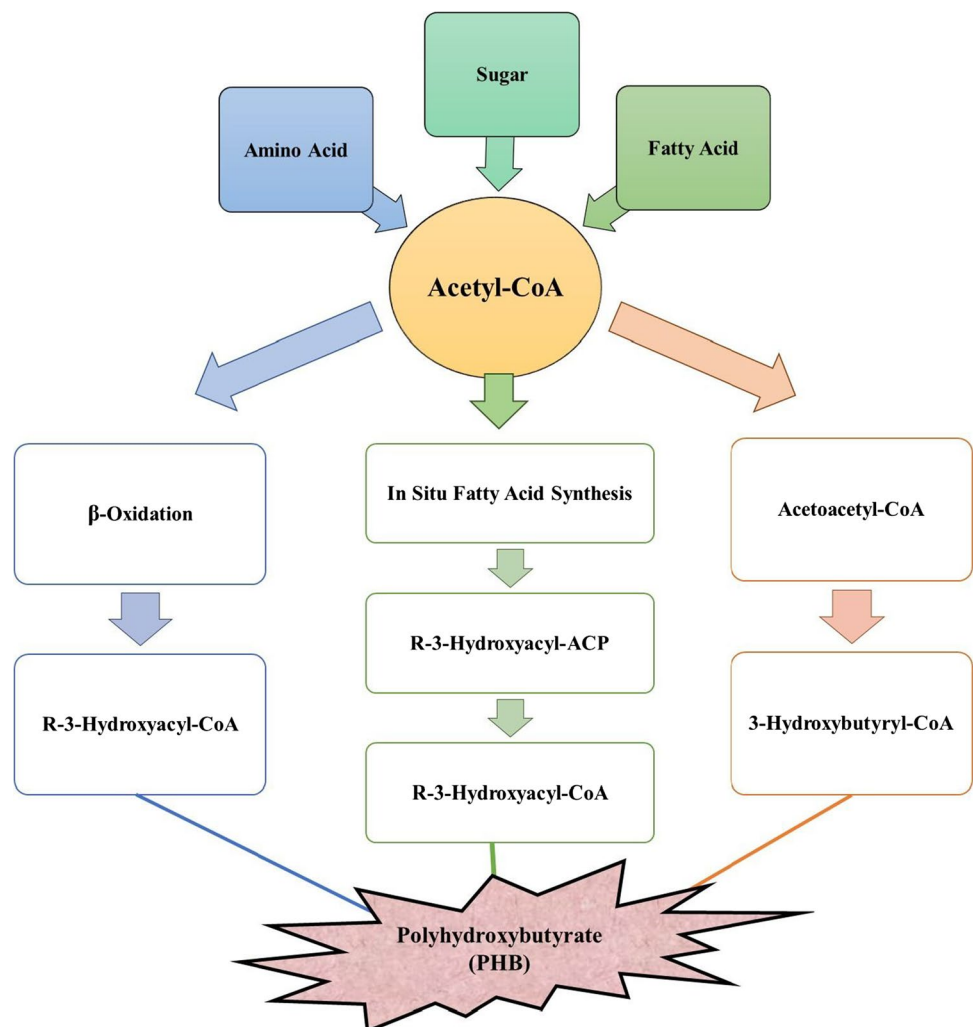 Sugar
Amino Acid
Fatty Acid
Acetyl-CoA
β-Oxidation
In Situ Fatty Acid Synthesis
Acetoacetyl-CoA
R-3-Hydroxyacyl-ACP
R-3-Hydroxyacyl-CoA
3-Hydroxybutyryl-CoA
R-3-Hydroxyacyl-CoA
Polyhydroxybutyrate
(PHB)